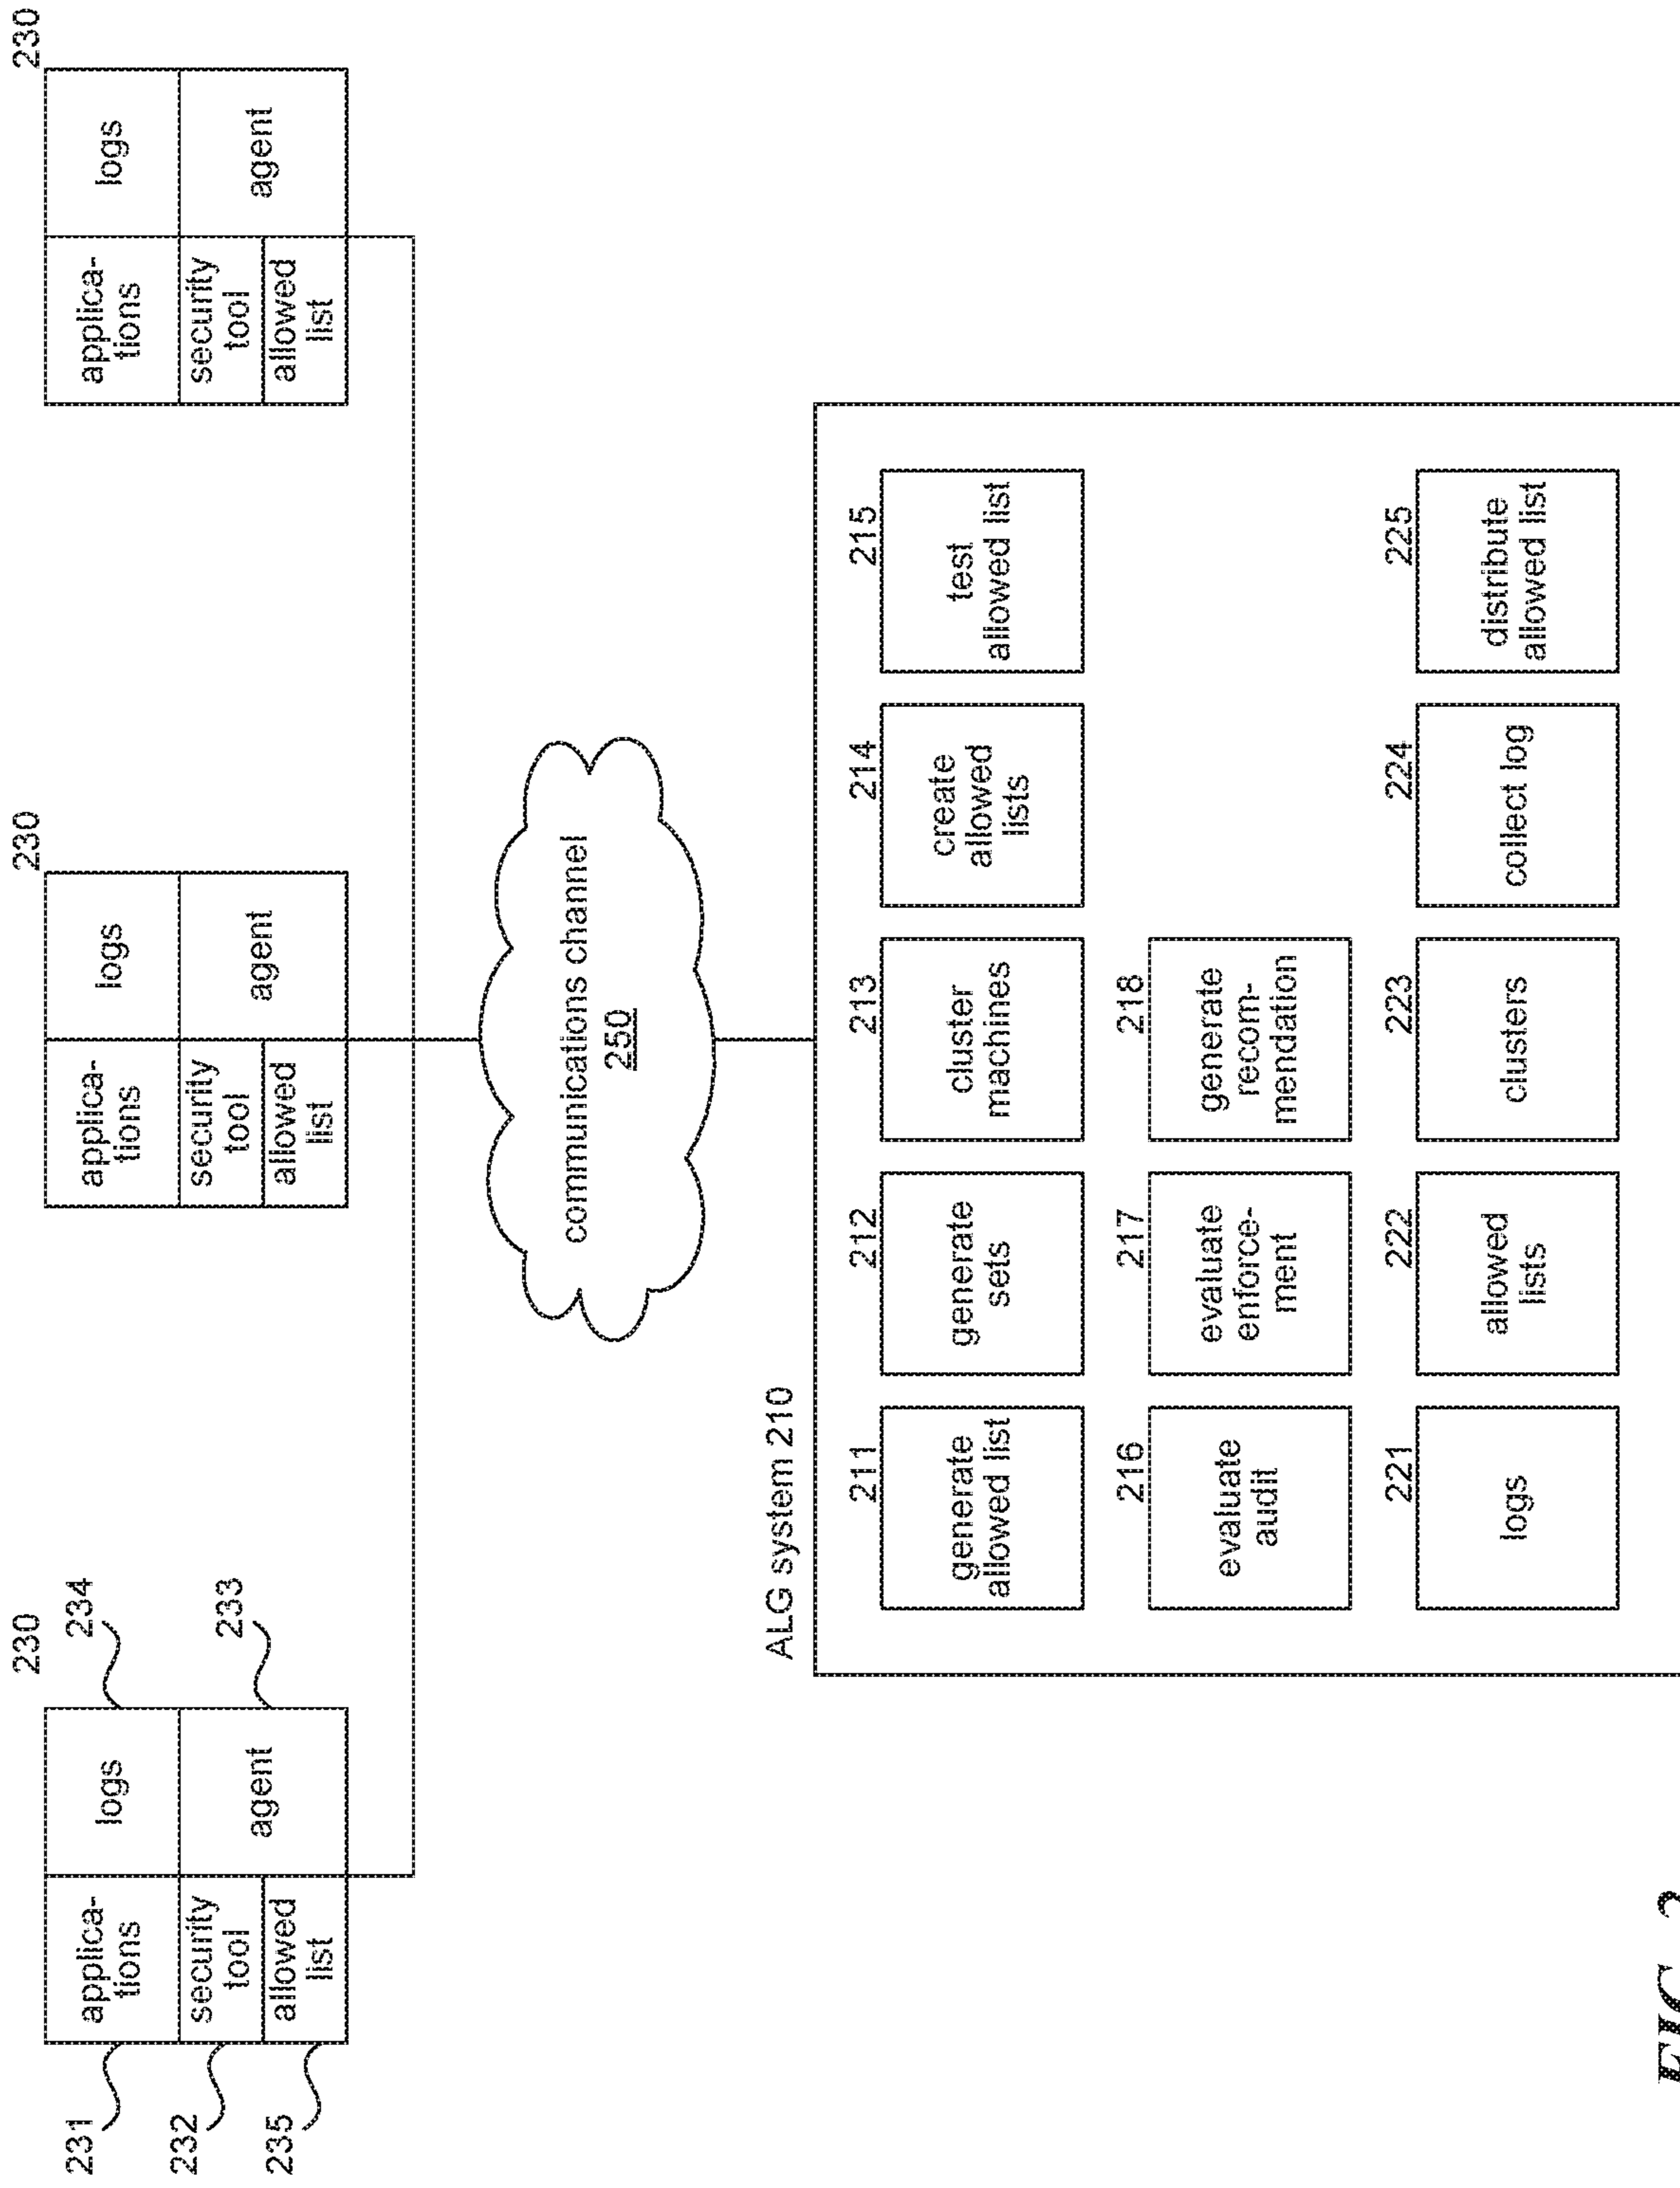 230
230
230
234
233
231
232
235
applica-
tions
logs
security
tool
agent
allowed
list
applica-
tions
logs
security
tool
agent
allowed
list
applica-
tions
logs
security
tool
agent
allowed
list
communications channel
250
ALG system 210
211
generate
allowed list
212
generate
sets
213
cluster
machines
214
create
allowed
lists
215
test
allowed list
216
evaluate
audit
217
evaluate
enforce-
ment
218
generate
recom-
mendation
221
logs
222
allowed
lists
223
clusters
224
collect log
225
distribute
allowed list